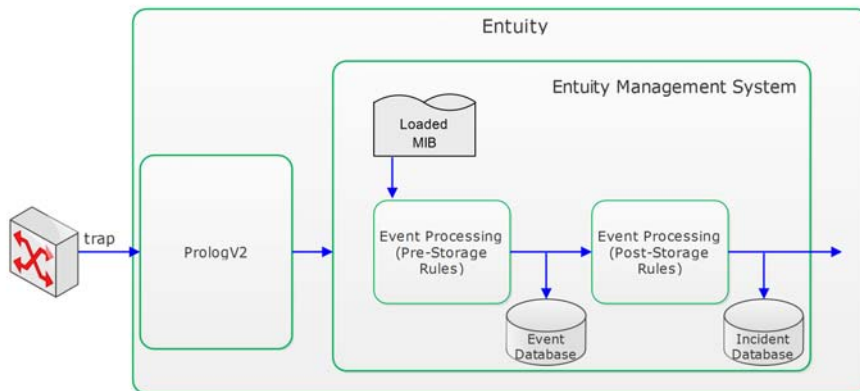 Entuity
Entuity Management System
Loaded
MIB
trap
PrologV2
Event Processing
(Pre-Storage
Rules)
Event Processing
(Post-Storage
Rules)
Event
Database
Incident
Database